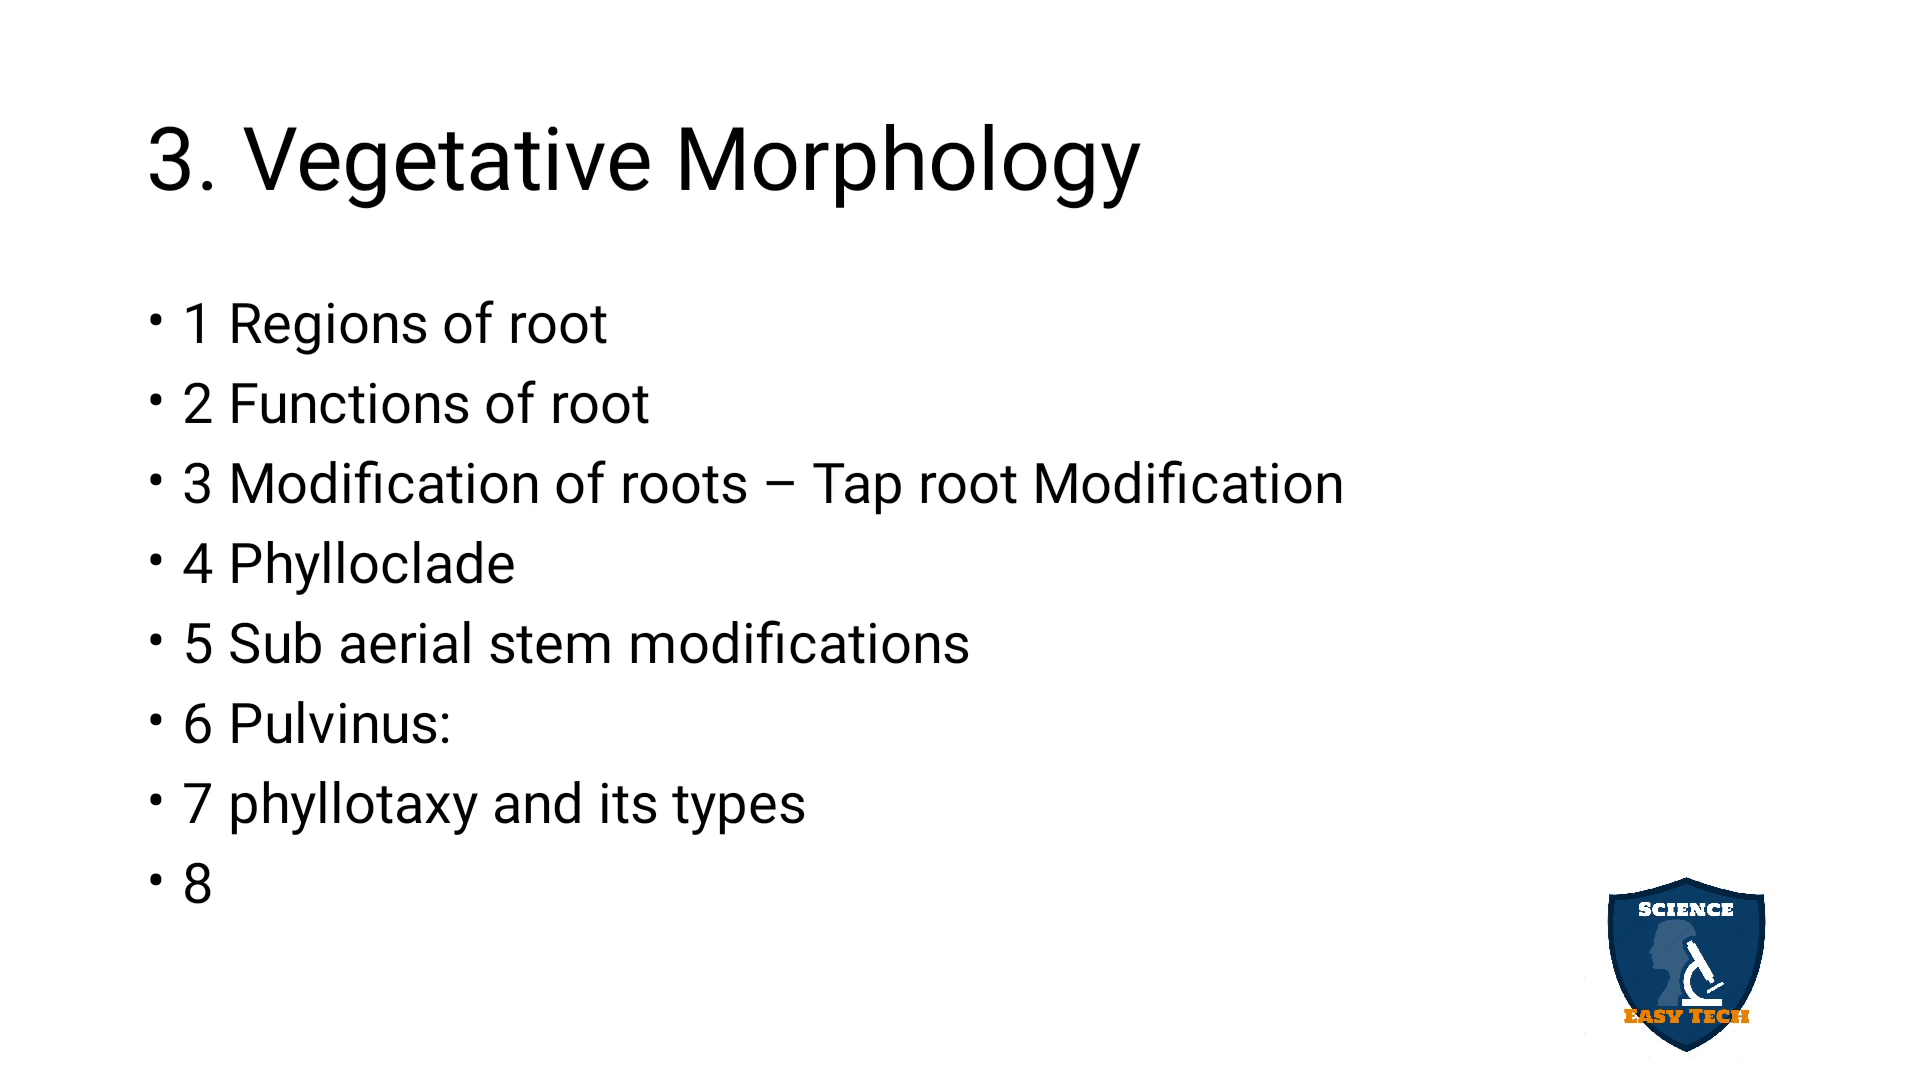 3. Vegetative Morphology
• 1 Regions of root
• 2 Functions of root
• 3 Modification of roots – Tap root Modification
• 4 Phylloclade
• 5 Sub aerial stem modifications
• 6 Pulvinus:
• 7 phyllotaxy and its types
• 8
SCIENCE
EASY TECH